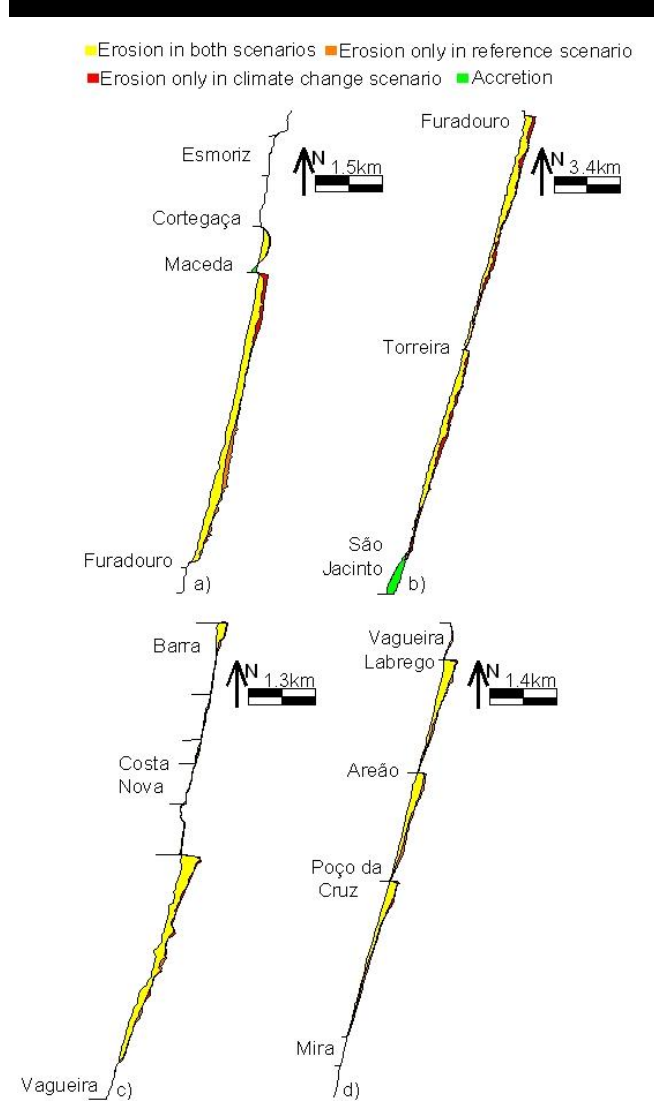 Erosion in both scenarios Erosion only in reference scenario
Erosion only in climate change scenario Accretion
Esmoriz
N
1.5km
Cortegaça
Maceda
Furadouro
a)
Furadouro
N
3.4km
Torreira
São
Jacinto
b)
Barra
N
1.3km
Costa
Nova
Vagueira
c)
Vagueira
Labrego
N
1.4km
Areão
Poço da
Cruz
Mira
d)